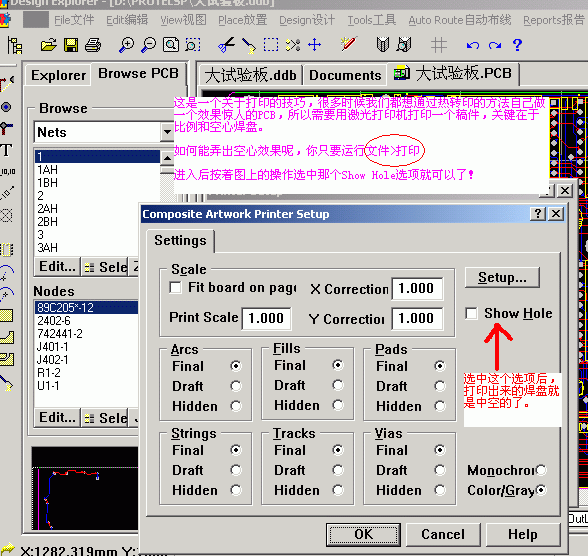 Design Explorer - [D:\PROTELSP\大试验板.ddb]
File文件 Edit编辑 View视图 Place放置 Design设计 Tools工具 Auto Route自动布线 Reports报告
Explorer Browse PCB
大试验板.ddb Documents 大试验板.PCB
Browse
Nets
1
1AH
1BH
2
2AH
2BH
3
3AH
Edit... Sele
Nodes
89C205*-12
2402-6
742441-2
J401-1
J402-1
R1-2
U1-1
Edit... Sele J
这是一个关于打印的技巧，很多时候我们都想通过热转印的方法自己做
一个效果惊人的PCB，所以需要用激光打印机打印一个稿件，关键在于
比例和空心焊盘。
如何能弄出空心效果呢，你只要运行文件>打印
进入后按着图上的操作选中那个Show Hole选项就可以了！
Composite Artwork Printer Setup
Settings
Scale
Fit board on page
X Correction 1.000
Print Scale 1.000
Y Correction 1.000
Setup...
Show Hole
选中这个选项后，
打印出来的焊盘就
是中空的了。
Arcs
Final
Draft
Hidden
Fills
Final
Draft
Hidden
Pads
Final
Draft
Hidden
Strings
Final
Draft
Hidden
Tracks
Final
Draft
Hidden
Vias
Final
Draft
Hidden
Monochron
Color/Gray
OK Cancel Help
X:1282.319mm Y: